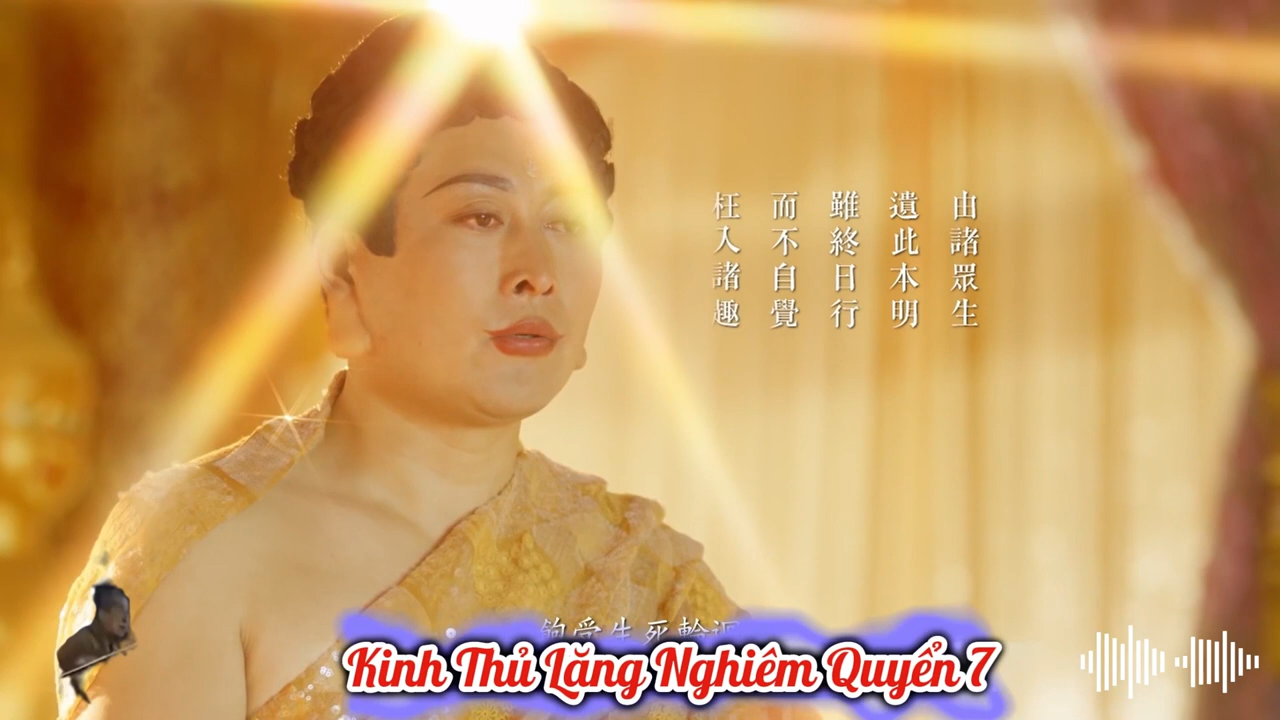 由諸眾生
遺此本明
雖終日行
而不自覺
枉入諸趣
Kinh Thủ Lăng Nghiêm Quyển 7